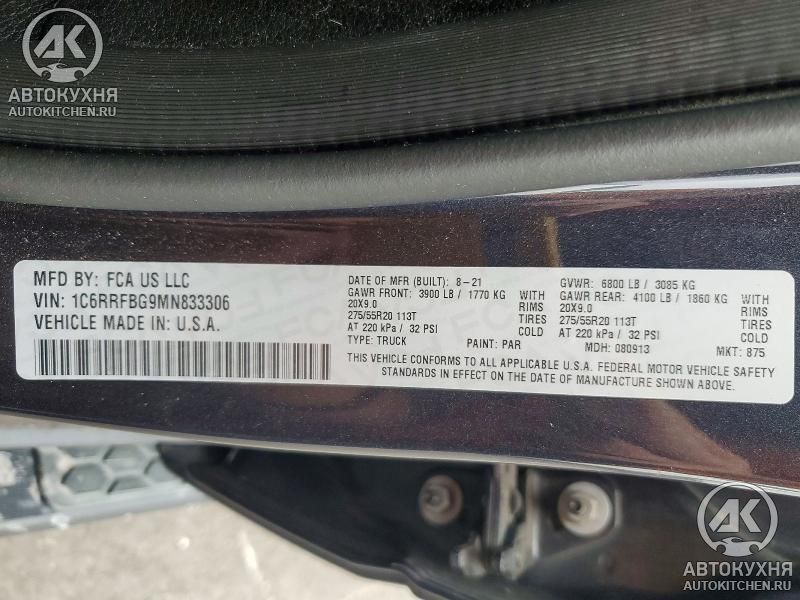 АК
АВТОКУХНЯ
AUTOKITCHEN.RU
MFD BY: FCA US LLC
VIN: 1C6RRFBG9MN833306
VEHICLE MADE IN: U.S.A.
DATE OF MFR (BUILT): 8-21
GAWR FRONT: 3900 LB / 1770 KG WITH
20X9.0 RIMS
275/55R20 113T TIRES
AT 220 kPa / 32 PSI COLD
TYPE: TRUCK PAINT: PAR
GVWR: 6800 LB / 3085 KG
GAWR REAR: 4100 LB / 1860 KG WITH
20X9.0 RIMS
275/55R20 113T TIRES
AT 220 kPa / 32 PSI COLD
MDH: 080913 MKT: 875
THIS VEHICLE CONFORMS TO ALL APPLICABLE U.S.A. FEDERAL MOTOR VEHICLE SAFETY
STANDARDS IN EFFECT ON THE DATE OF MANUFACTURE SHOWN ABOVE.
АК
АВТОКУХНЯ
AUTOKITCHEN.RU